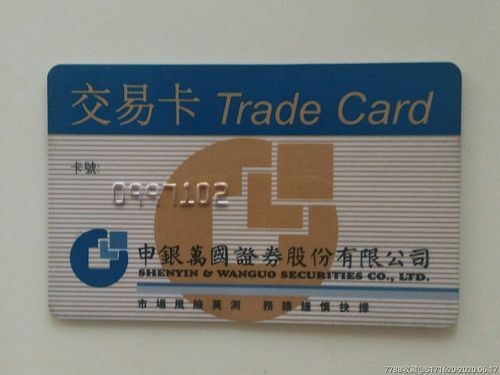 交易卡 Trade Card
卡號:
0997102
申銀萬國證券股份有限公司
SHENYIN & WANGUO SECURITIES CO., LTD.
市場風險莫測 務請謹慎抉擇
7788收藏@S171620-2020.06.17